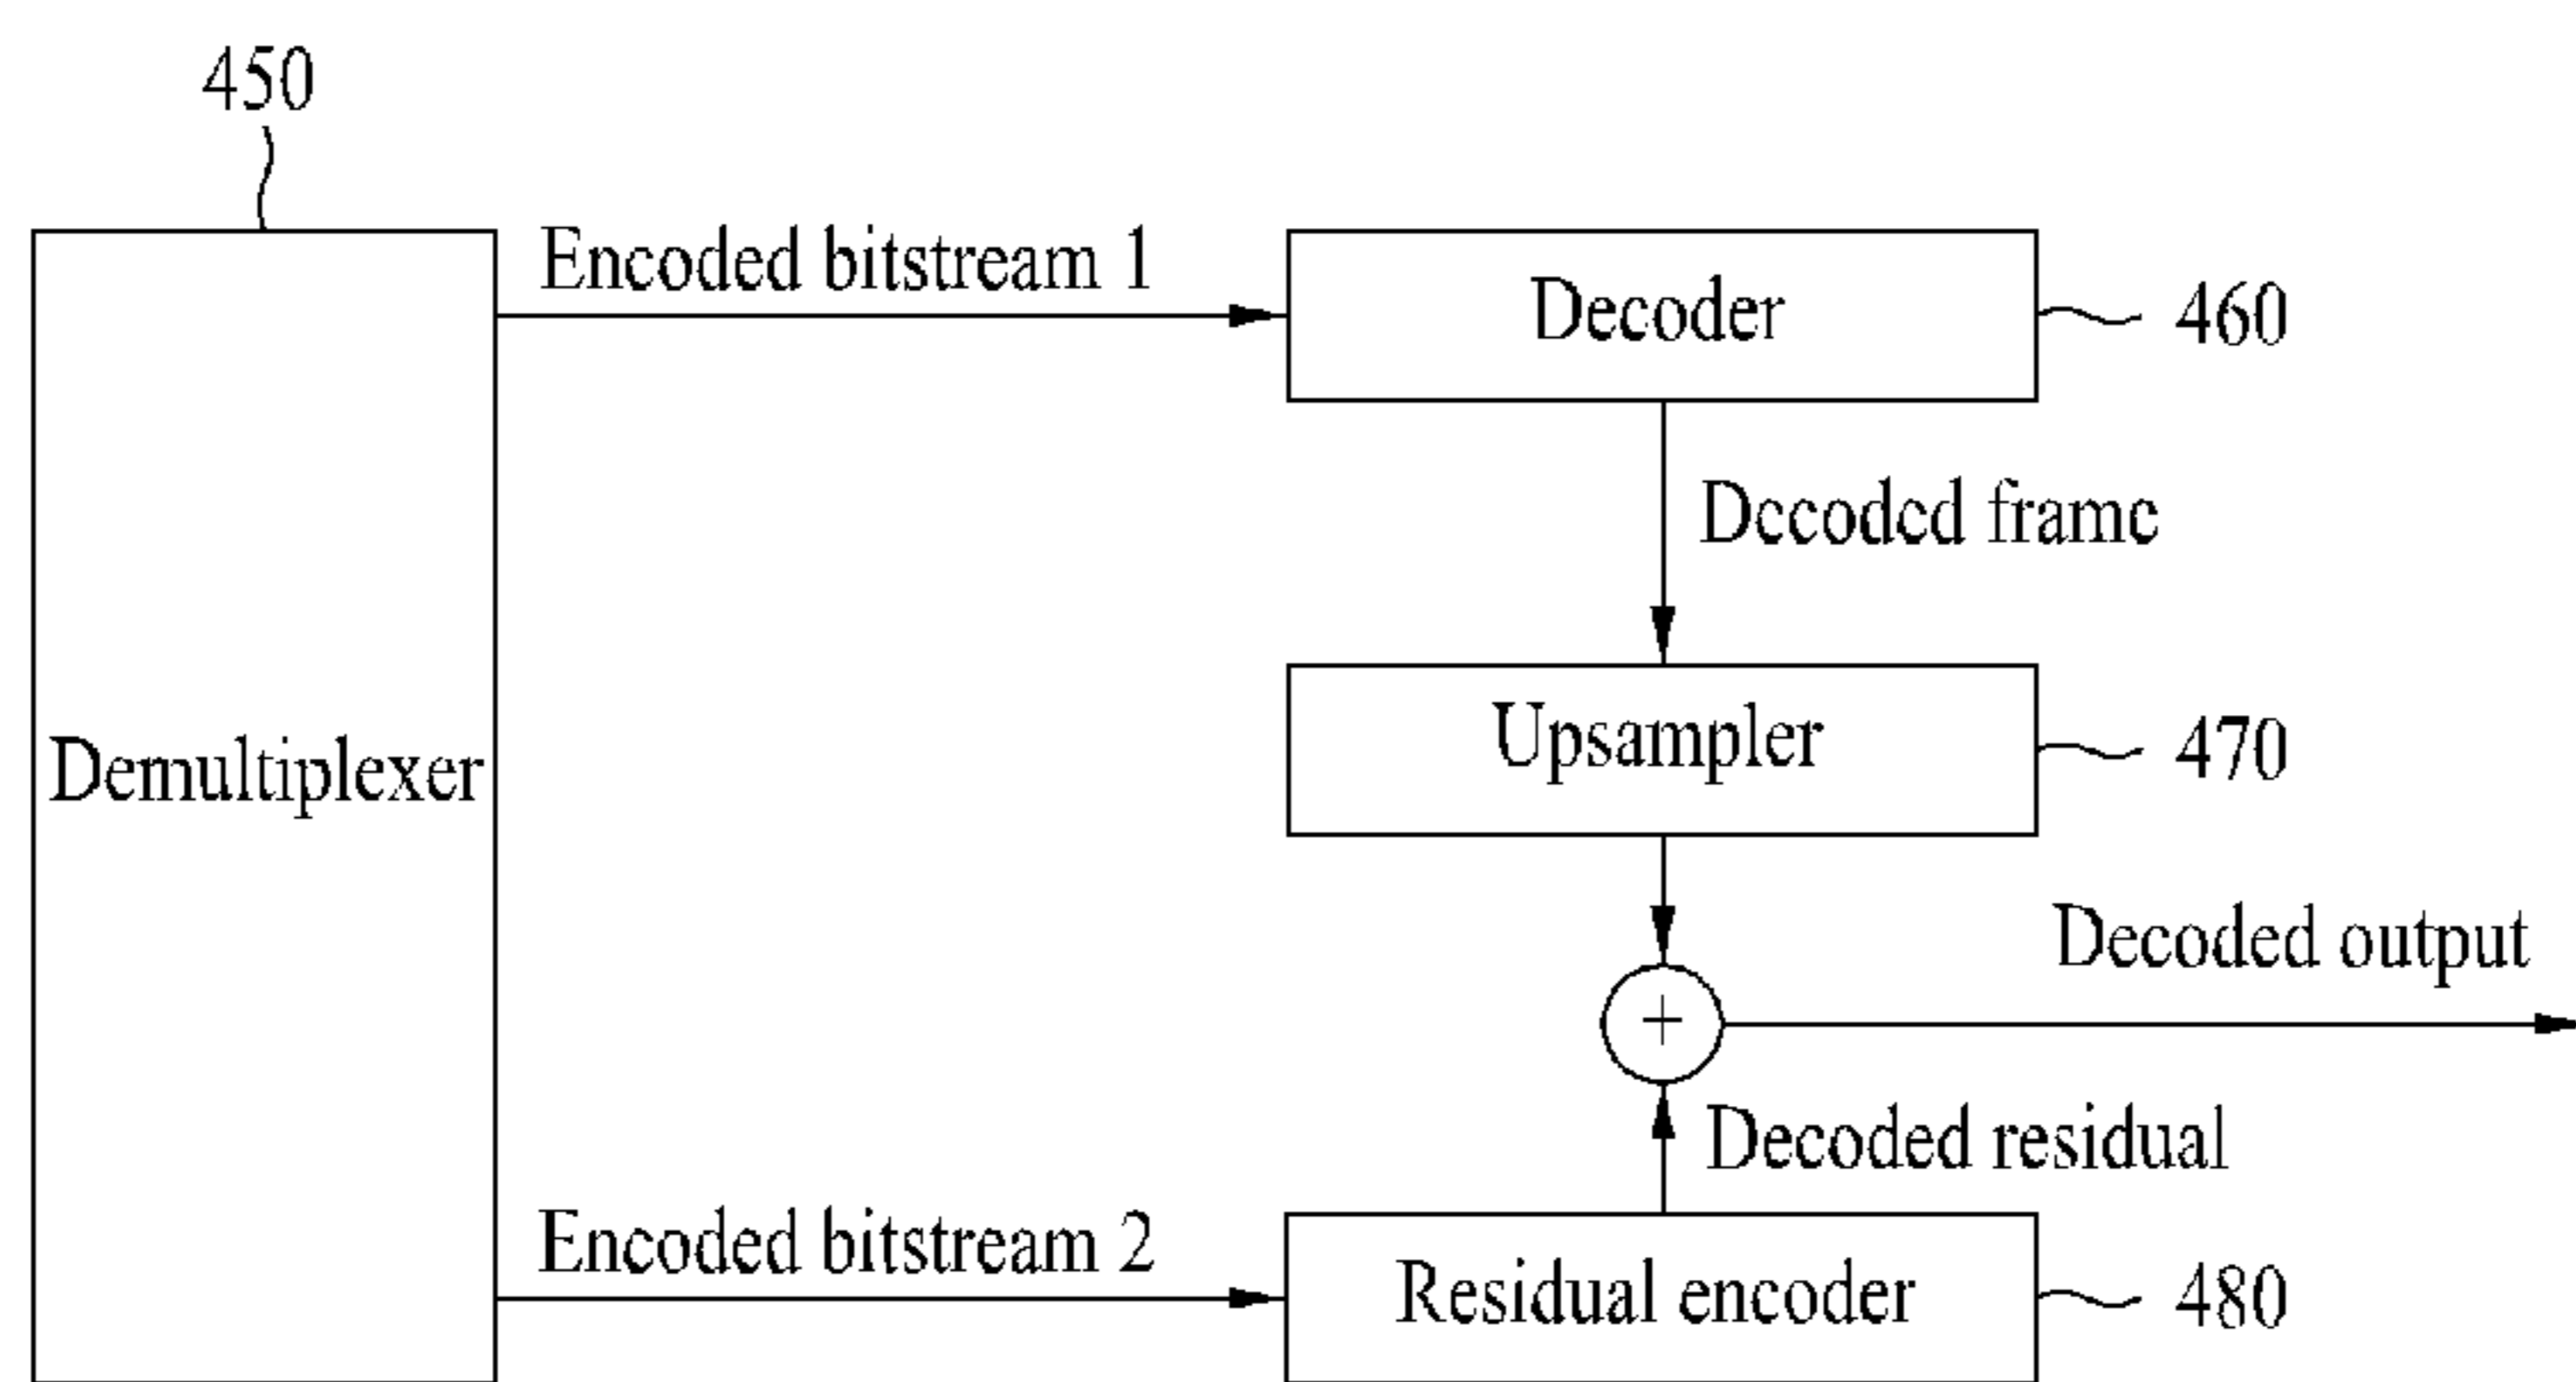 450
Encoded bitstream 1
Decoder
460
Decoded frame
Demultiplexer
Upsampler
470
Decoded output
+
Decoded residual
Encoded bitstream 2
Residual encoder
480